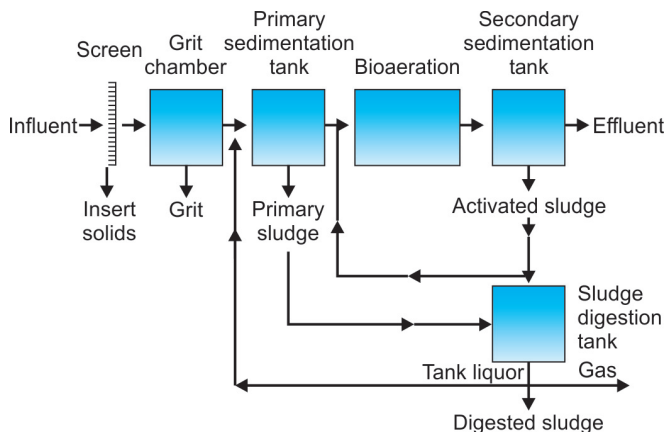 Screen
Grit
chamber
Primary
sedimentation
tank
Bioaeration
Secondary
sedimentation
tank
Influent
Effluent
Insert
solids
Grit
Primary
sludge
Activated sludge
Sludge
digestion
tank
Tank liquor
Gas
Digested sludge